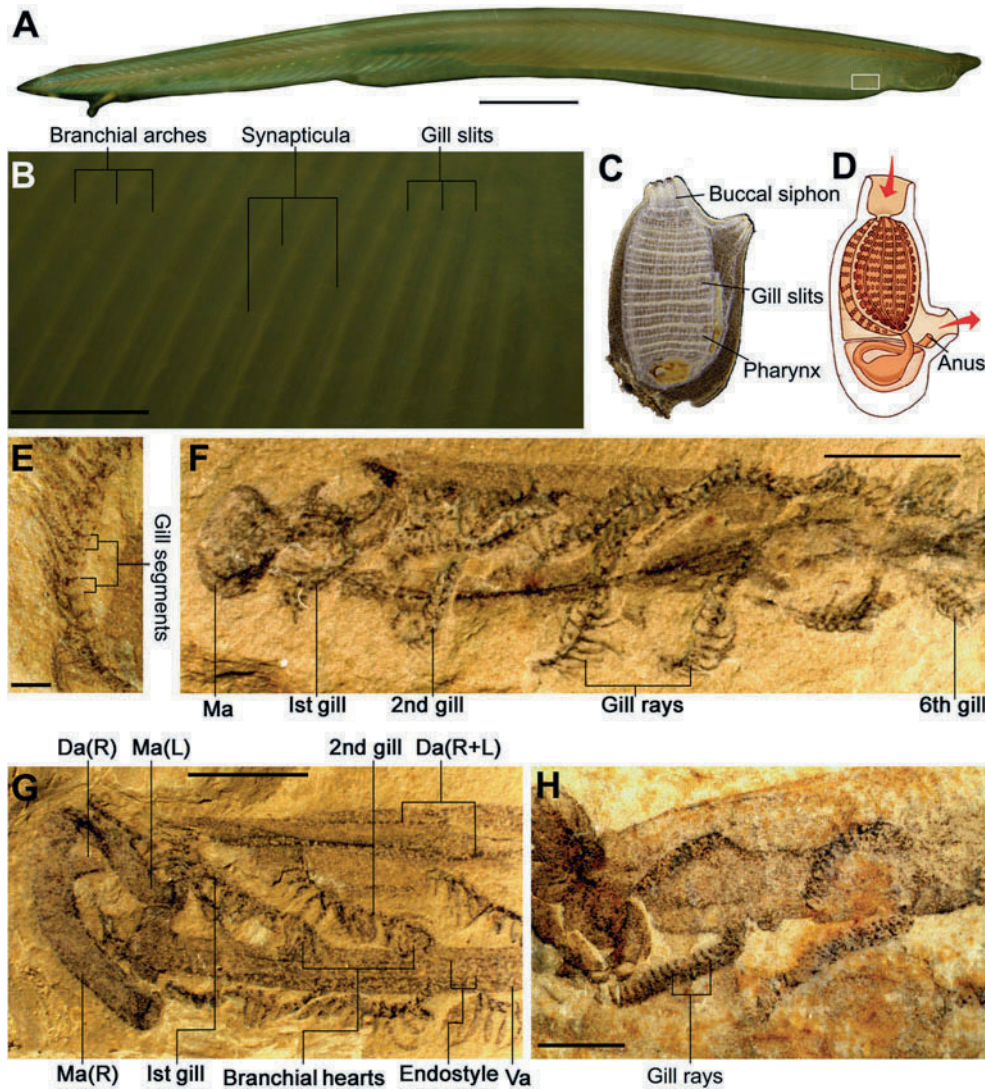 A
Branchial arches
Synapticula
Gill slits
B
C
Buccal siphon
Gill slits
Pharynx
D
Anus
E
Gill segments
F
Ma
Ist gill
2nd gill
Gill rays
6th gill
Da(R)
Ma(L)
2nd gill
Da(R+L)
G
Ma(R)
Ist gill
Branchial hearts
Endostyle
Va
H
Gill rays